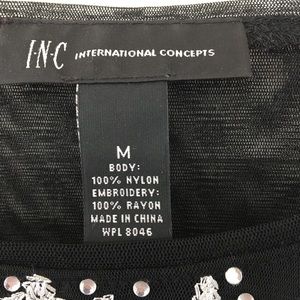 I·N·C INTERNATIONAL CONCEPTS
M
BODY:
100% NYLON
EMBROIDERY:
100% RAYON
MADE IN CHINA
WPL 8046